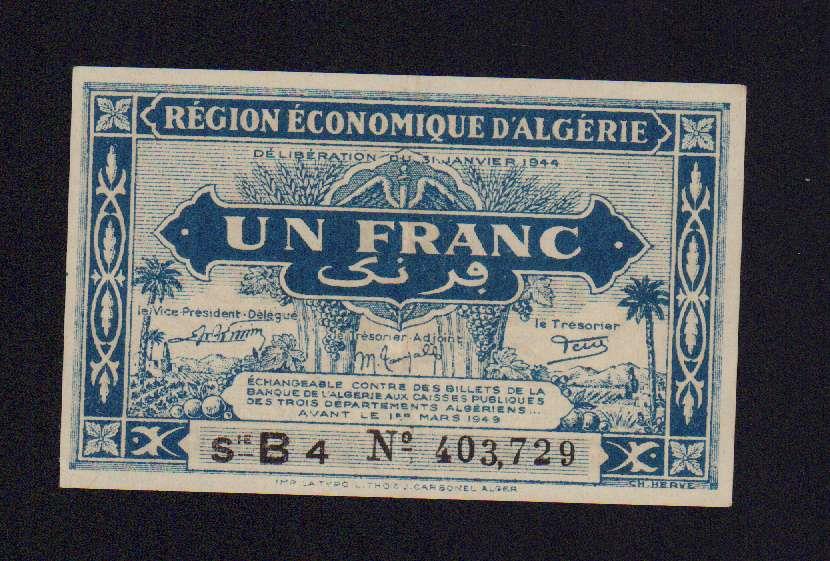 RÉGION ÉCONOMIQUE D'ALGÉRIE
DÉLIBÉRATION DU 31 JANVIER 1944
UN FRANC
فرنك
le Vice-Président-Délégué
Trésorier-Adjoint
le Trésorier
ÉCHANGEABLE CONTRE DES BILLETS DE LA
BANQUE DE L'ALGÉRIE AUX CAISSES PUBLIQUES
DES TROIS DÉPARTEMENTS ALGÉRIENS...
AVANT LE 1ER MARS 1949
SIE B 4 No 403,729
IMP. LA TYPO-LITHO & J. CARBONEL ALGER
CH. HERVÉ